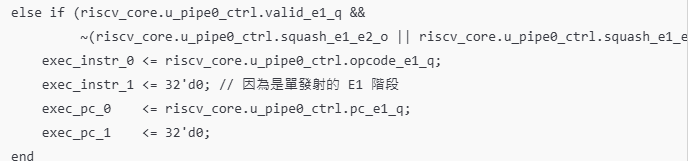 else if (riscv_core.u_pipe0_ctrl.valid_e1_q &&
~(riscv_core.u_pipe0_ctrl.squash_e1_e2_o || riscv_core.u_pipe0_ctrl.squash_e1_e
exec_instr_0 <= riscv_core.u_pipe0_ctrl.opcode_e1_q;
exec_instr_1 <= 32'd0; // 因為是單發射的 E1 階段
exec_pc_0 <= riscv_core.u_pipe0_ctrl.pc_e1_q;
exec_pc_1 <= 32'd0;
end